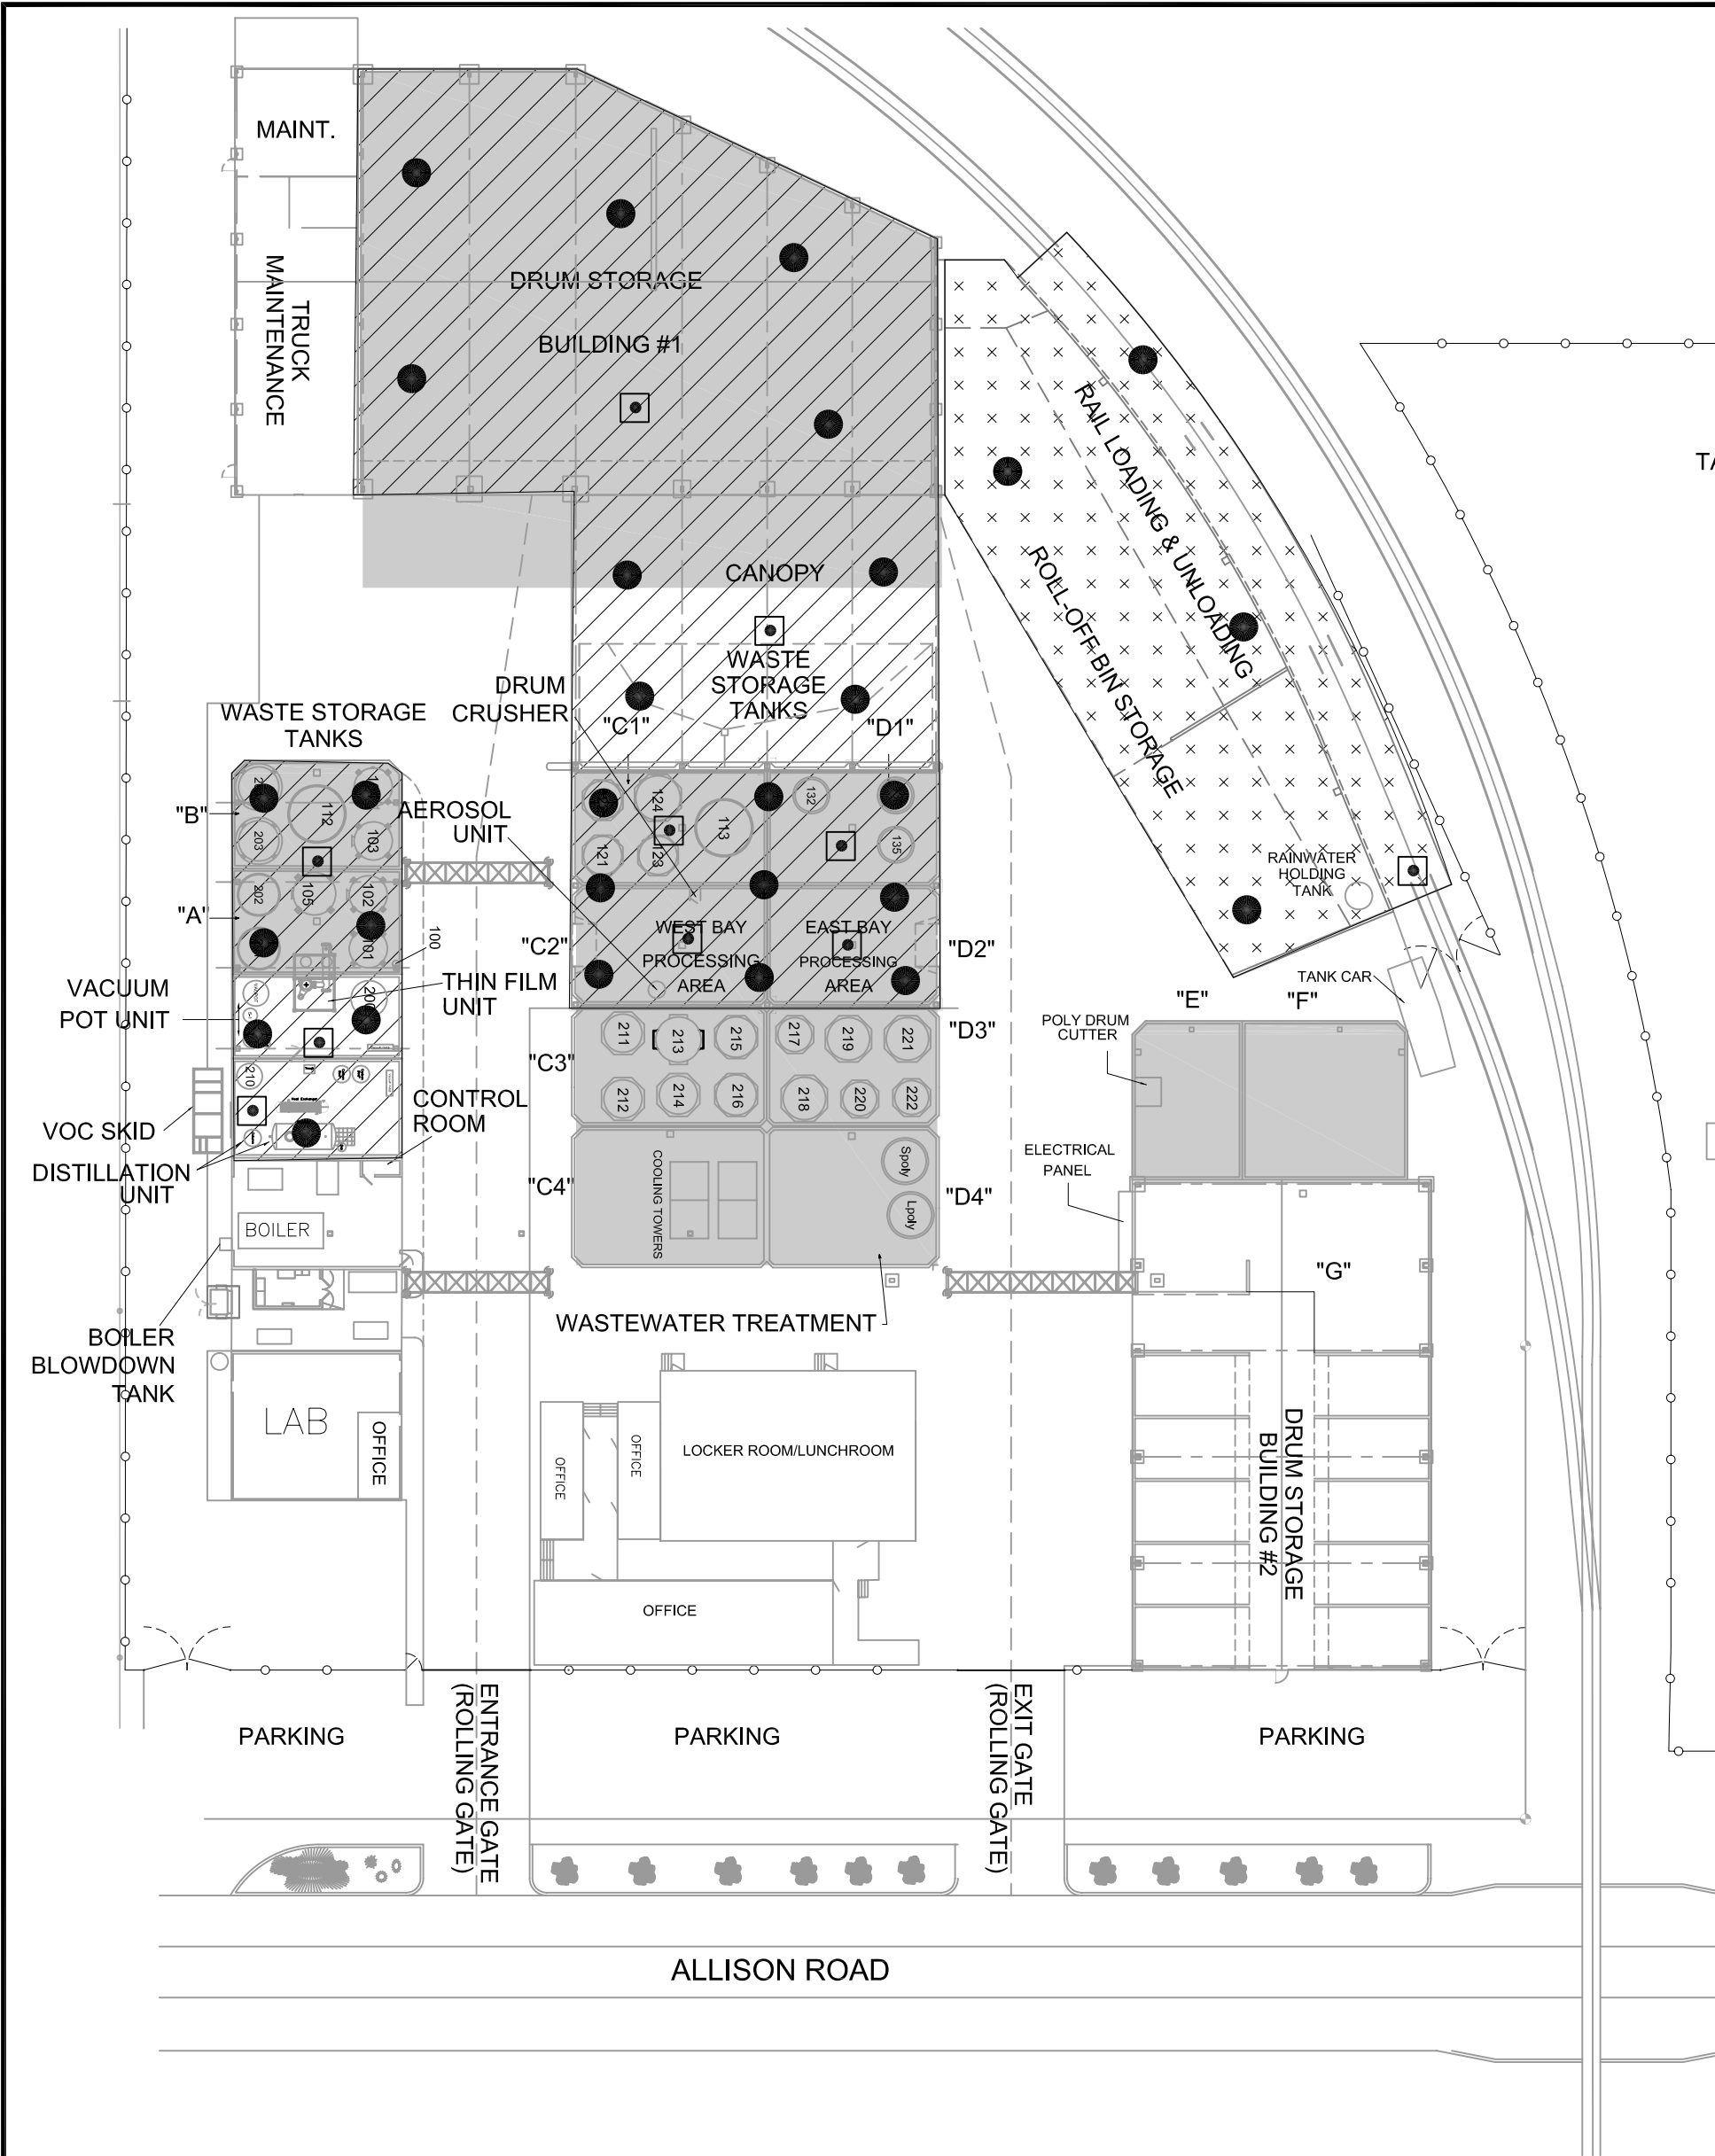 MAINT.
TRUCK
MAINTENANCE
DRUM STORAGE
BUILDING #1
TA
RAIL LOADING & UNLOADING
ROLL-OFF BIN STORAGE
CANOPY
WASTE
STORAGE
TANKS
DRUM
CRUSHER
"C1"
"D1"
WASTE STORAGE
TANKS
"B"
112
203
103
AEROSOL
UNIT
124
113
132
121
123
135
RAINWATER
HOLDING
TANK
"A"
202
105
102
101
100
"C2"
WEST BAY
PROCESSING
AREA
EAST BAY
PROCESSING
AREA
"D2"
TANK CAR
VACUUM
POT UNIT
THIN FILM
UNIT
200
"E"
"F"
POLY DRUM
CUTTER
"C3"
211
213
215
217
219
221
"D3"
212
214
216
218
220
222
210
CONTROL
ROOM
VOC SKID
DISTILLATION
UNIT
"C4"
COOLING TOWERS
Spoly
Lpoly
"D4"
ELECTRICAL
PANEL
BOILER
"G"
BOILER
BLOWDOWN
TANK
WASTEWATER TREATMENT
LAB
OFFICE
OFFICE
OFFICE
LOCKER ROOM/LUNCHROOM
OFFICE
DRUM STORAGE
BUILDING #2
PARKING
ENTRANCE GATE
(ROLLING GATE)
PARKING
EXIT GATE
(ROLLING GATE)
PARKING
ALLISON ROAD